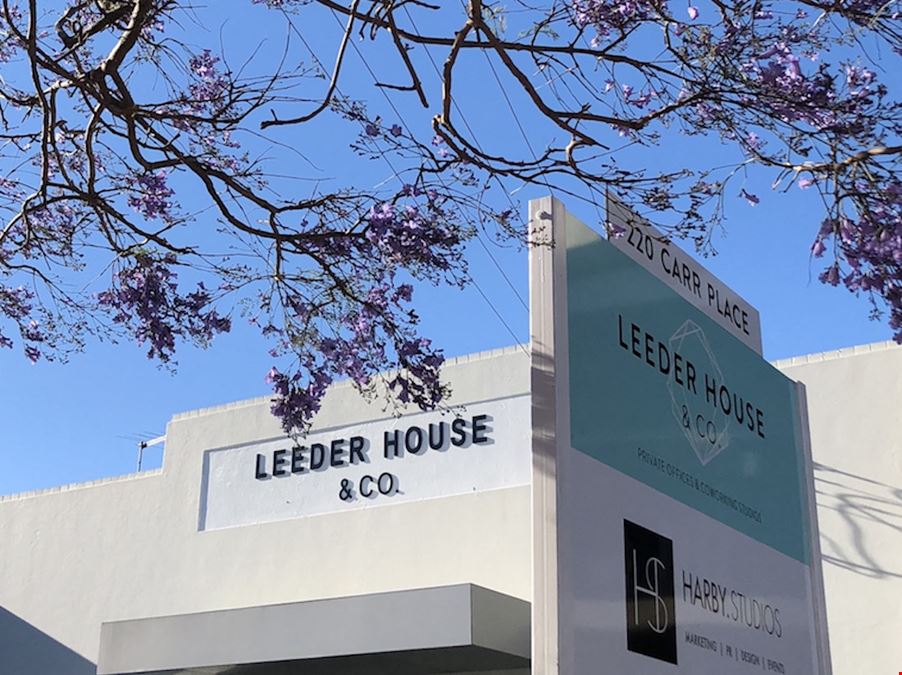 LEEDER HOUSE
& CO.
220 CARR PLACE
LEEDER HOUSE
& CO.
PRIVATE OFFICES & COWORKING STUDIOS
HS
HARBY.STUDIOS
MARKETING | PR | DESIGN | EVENTS